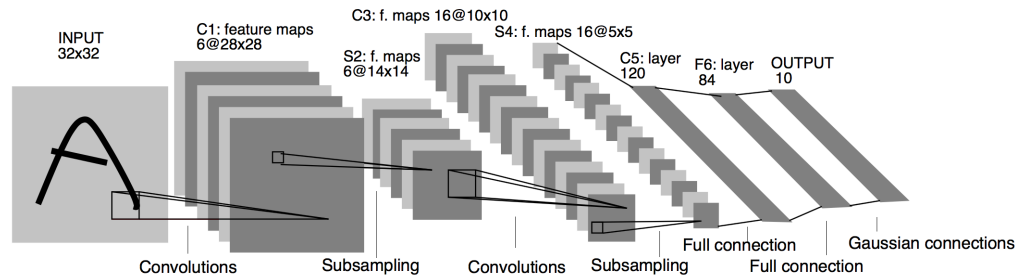 INPUT
32x32
C1: feature maps
6@28x28
S2: f. maps
6@14x14
C3: f. maps 16@10x10
S4: f. maps 16@5x5
C5: layer
120
F6: layer
84
OUTPUT
10
Convolutions
Subsampling
Convolutions
Subsampling
Full connection
Full connection
Gaussian connections